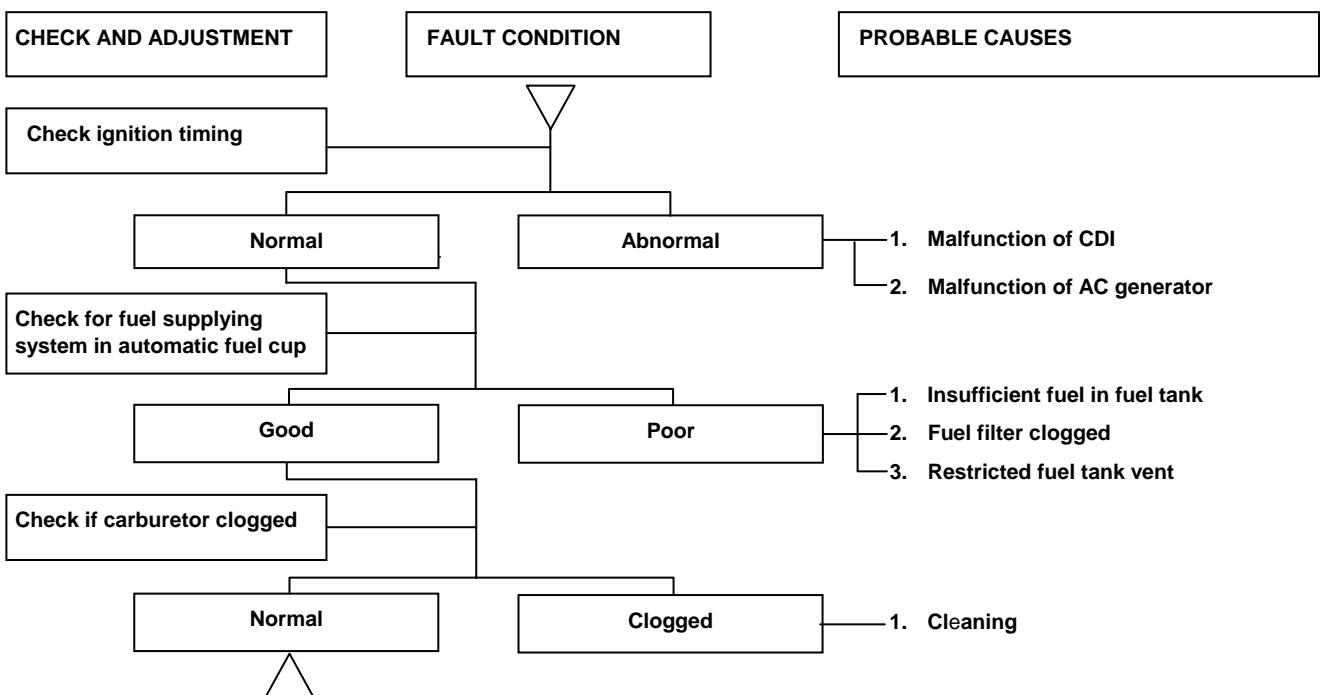 CHECK AND ADJUSTMENT
FAULT CONDITION
PROBABLE CAUSES
Check ignition timing
Normal
Abnormal
1. Malfunction of CDI
2. Malfunction of AC generator
Check for fuel supplying
system in automatic fuel cup
Good
Poor
1. Insufficient fuel in fuel tank
2. Fuel filter clogged
3. Restricted fuel tank vent
Check if carburetor clogged
Normal
Clogged
1. Cleaning